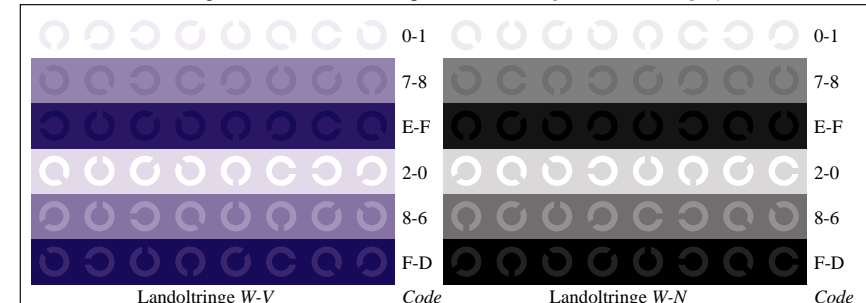 0-1 0-1
7-8 7-8
E-F E-F
2-0 2-0
8-6 8-6
F-D F-D
Landoltringe W-V Code Landoltringe W-N Code